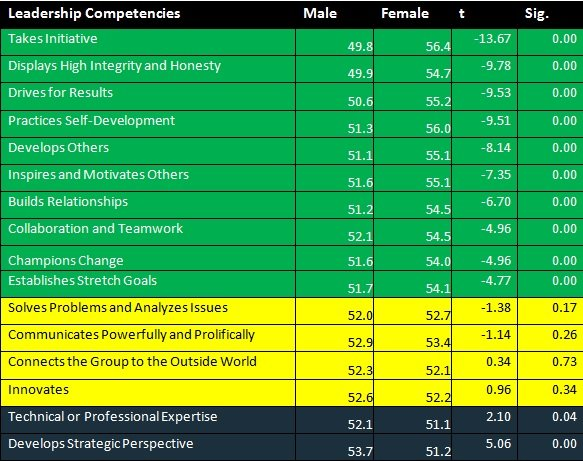 Leadership Competencies Male Female t Sig.
Takes Initiative 49.8 56.4 -13.67 0.00
Displays High Integrity and Honesty 49.9 54.7 -9.78 0.00
Drives for Results 50.6 55.2 -9.53 0.00
Practices Self-Development 51.3 56.0 -9.51 0.00
Develops Others 51.1 55.1 -8.14 0.00
Inspires and Motivates Others 51.6 55.1 -7.35 0.00
Builds Relationships 51.2 54.5 -6.70 0.00
Collaboration and Teamwork 52.1 54.5 -4.96 0.00
Champions Change 51.6 54.0 -4.96 0.00
Establishes Stretch Goals 51.7 54.1 -4.77 0.00
Solves Problems and Analyzes Issues 52.0 52.7 -1.38 0.17
Communicates Powerfully and Prolifically 52.9 53.4 -1.14 0.26
Connects the Group to the Outside World 52.3 52.1 0.34 0.73
Innovates 52.6 52.2 0.96 0.34
Technical or Professional Expertise 52.1 51.1 2.10 0.04
Develops Strategic Perspective 53.7 51.2 5.06 0.00